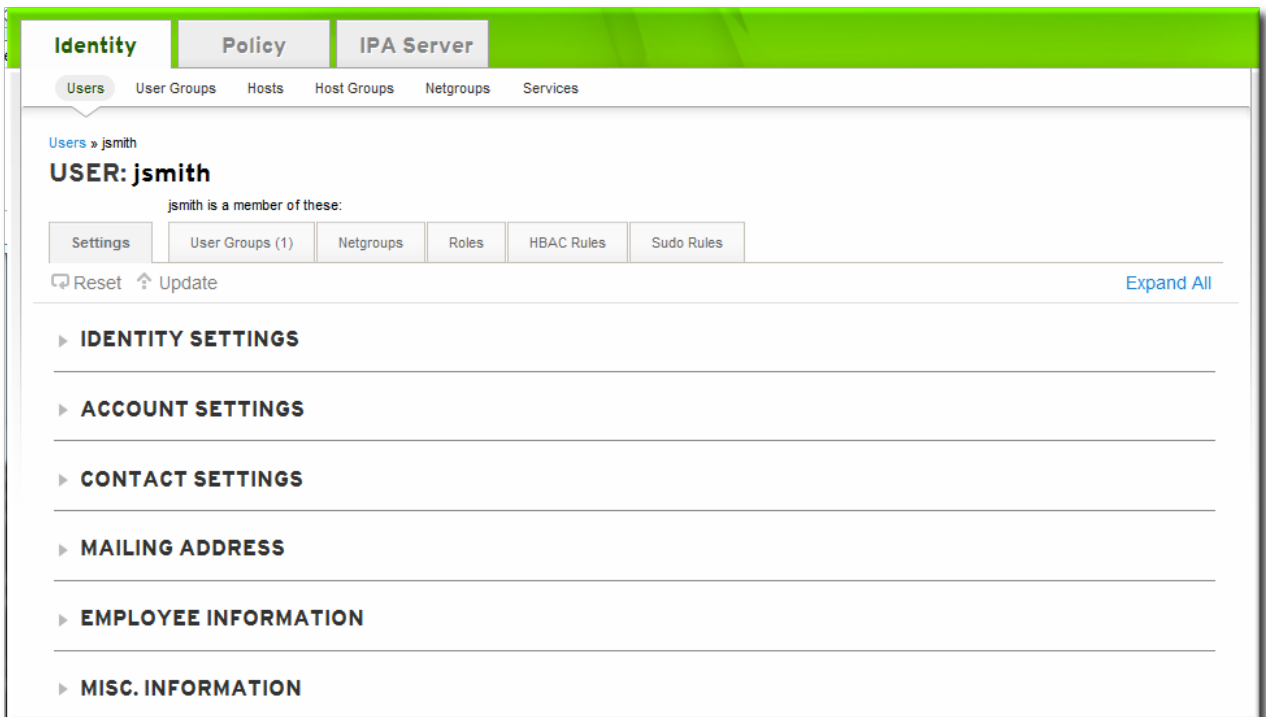 Identity Policy IPA Server
Users User Groups Hosts Host Groups Netgroups Services
Users » jsmith
USER: jsmith
jsmith is a member of these:
Settings User Groups (1) Netgroups Roles HBAC Rules Sudo Rules
Reset Update Expand All
IDENTITY SETTINGS
ACCOUNT SETTINGS
CONTACT SETTINGS
MAILING ADDRESS
EMPLOYEE INFORMATION
MISC. INFORMATION